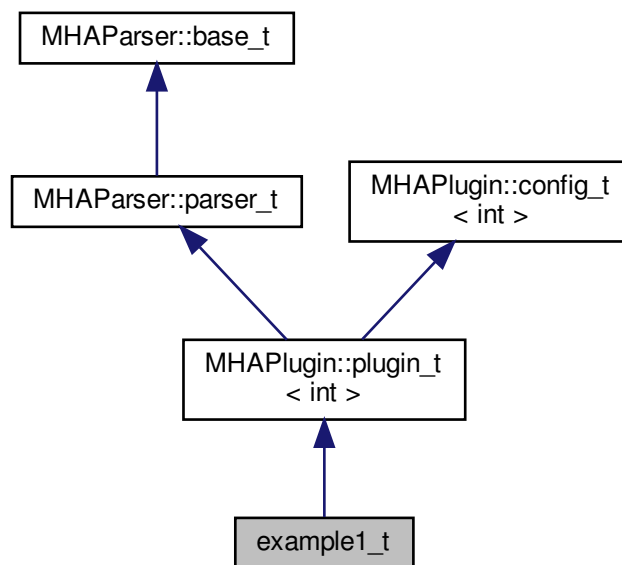 MHAParser::base_t
MHAParser::parser_t
MHAPlugin::config_t
< int >
MHAPlugin::plugin_t
< int >
example1_t